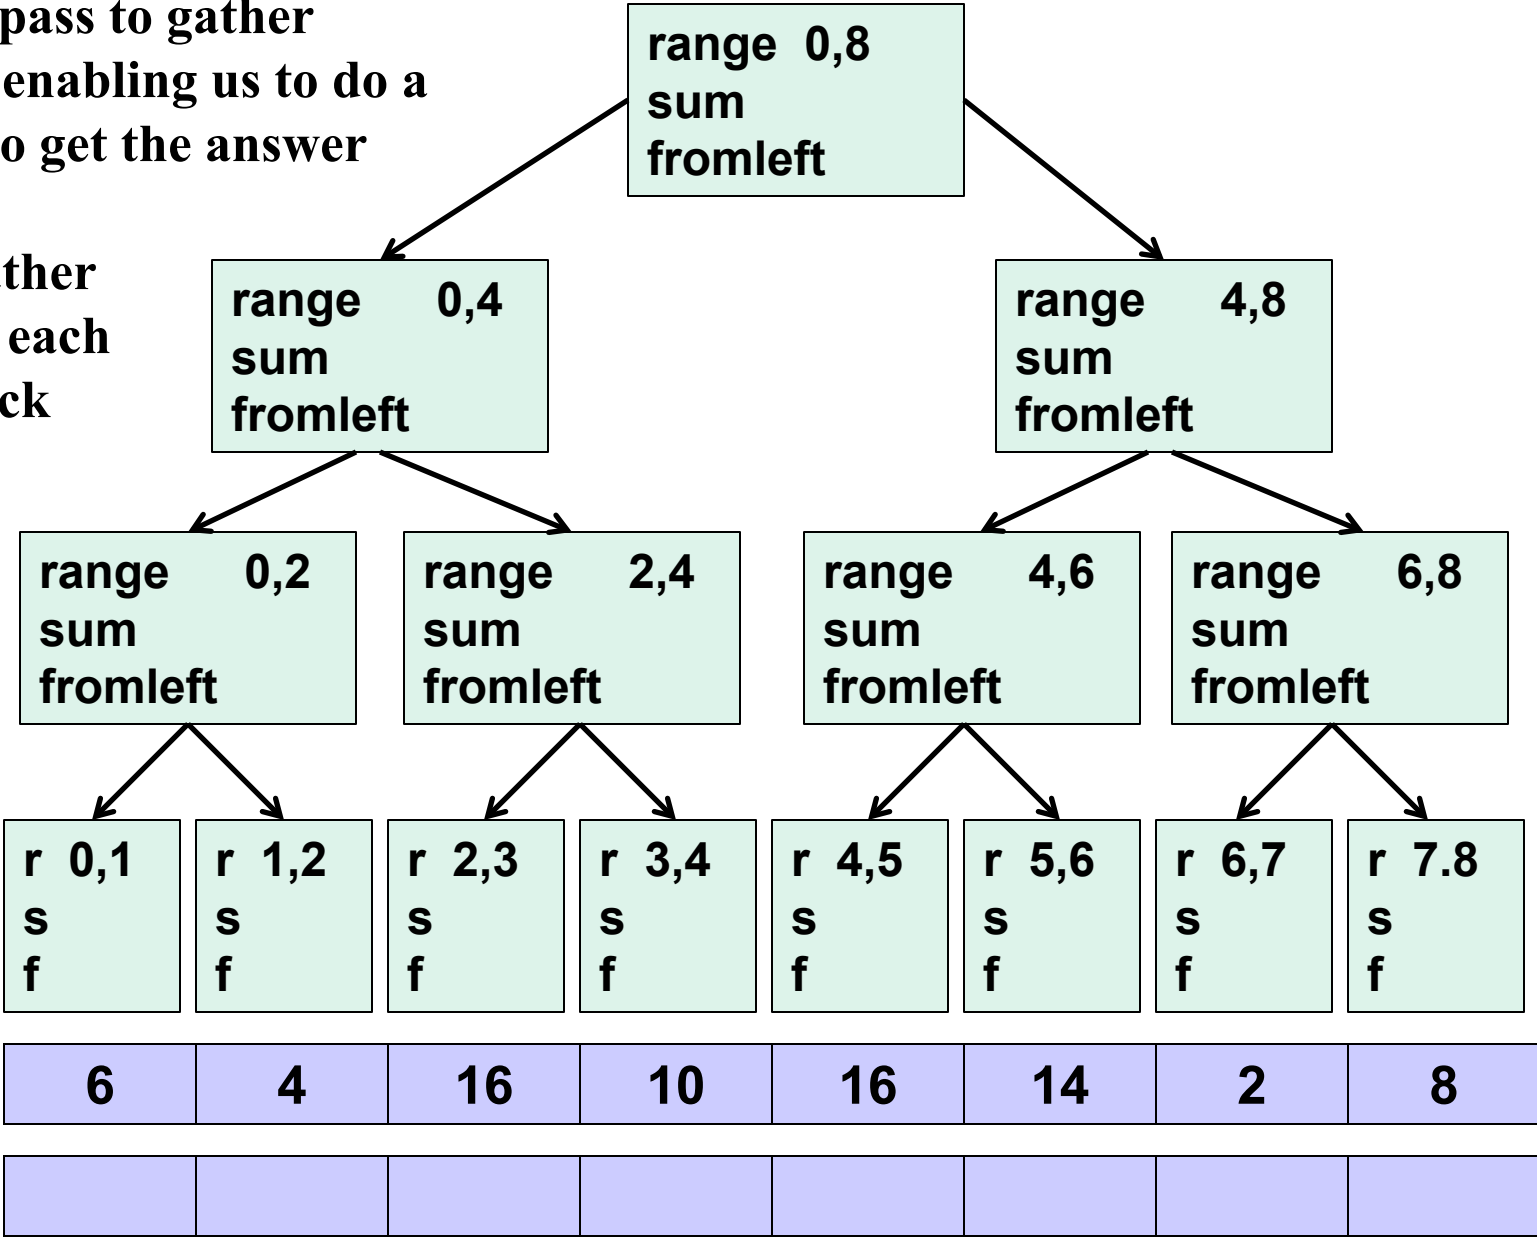 pass to gather
enabling us to do a
o get the answer
ther
each
ck
range 0,8
sum
fromleft
range 0,4
sum
fromleft
range 4,8
sum
fromleft
range 0,2
sum
fromleft
range 2,4
sum
fromleft
range 4,6
sum
fromleft
range 6,8
sum
fromleft
r 0,1
s
f
r 1,2
s
f
r 2,3
s
f
r 3,4
s
f
r 4,5
s
f
r 5,6
s
f
r 6,7
s
f
r 7.8
s
f
6 4 16 10 16 14 2 8